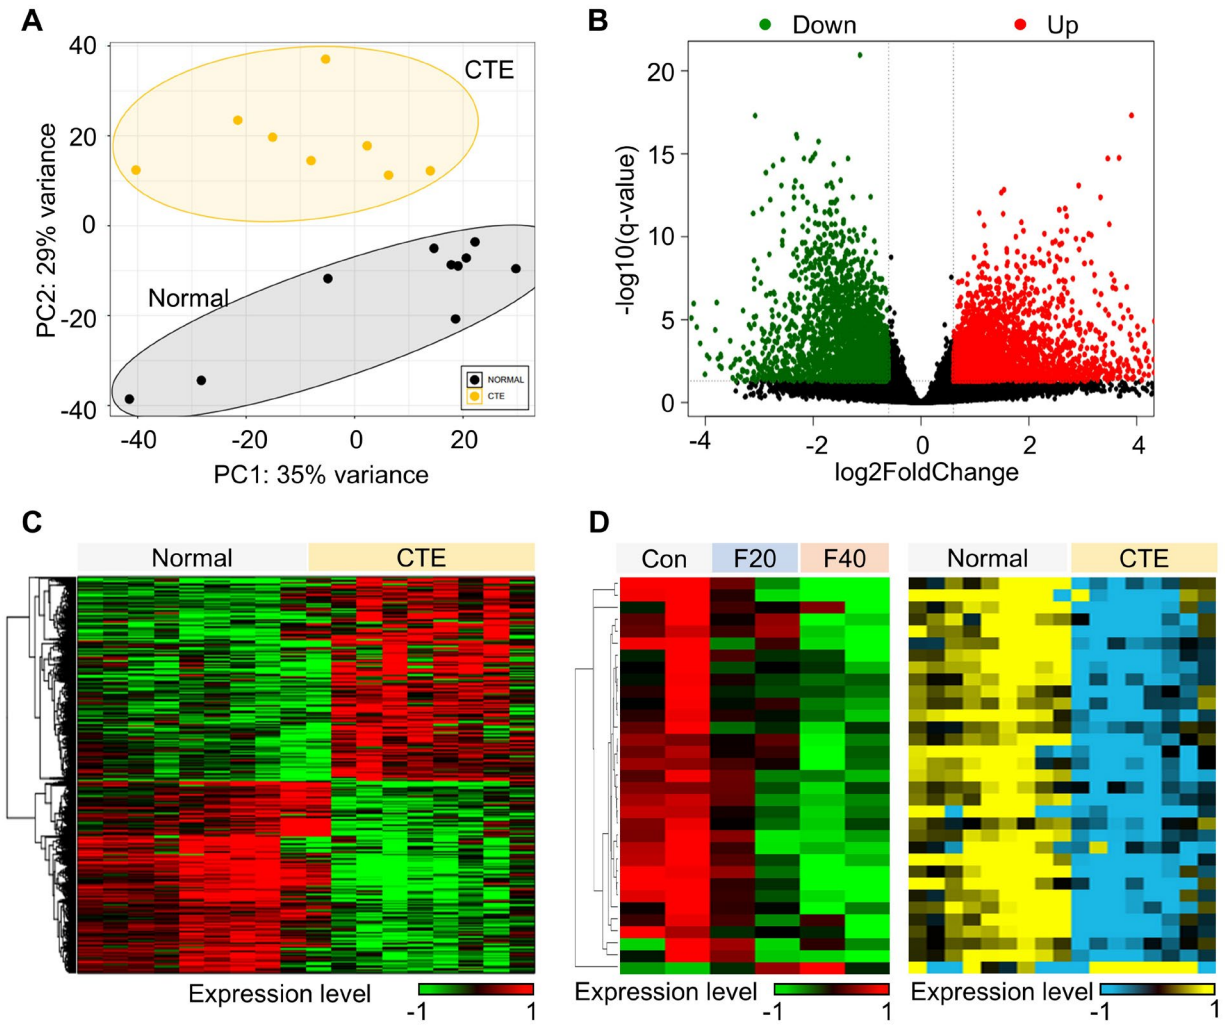 A
40
20
0
-20
-40
PC2: 29% variance
CTE
Normal
NORMAL
CTE
-40 -20 0 20
PC1: 35% variance
B
Down Up
20
15
10
5
0
-log10(q-value)
-4 -2 0 2 4
log2FoldChange
C
Normal CTE
Expression level
-1 1
D
Con F20 F40 Normal CTE
Expression level
-1 1
Expression level
-1 1